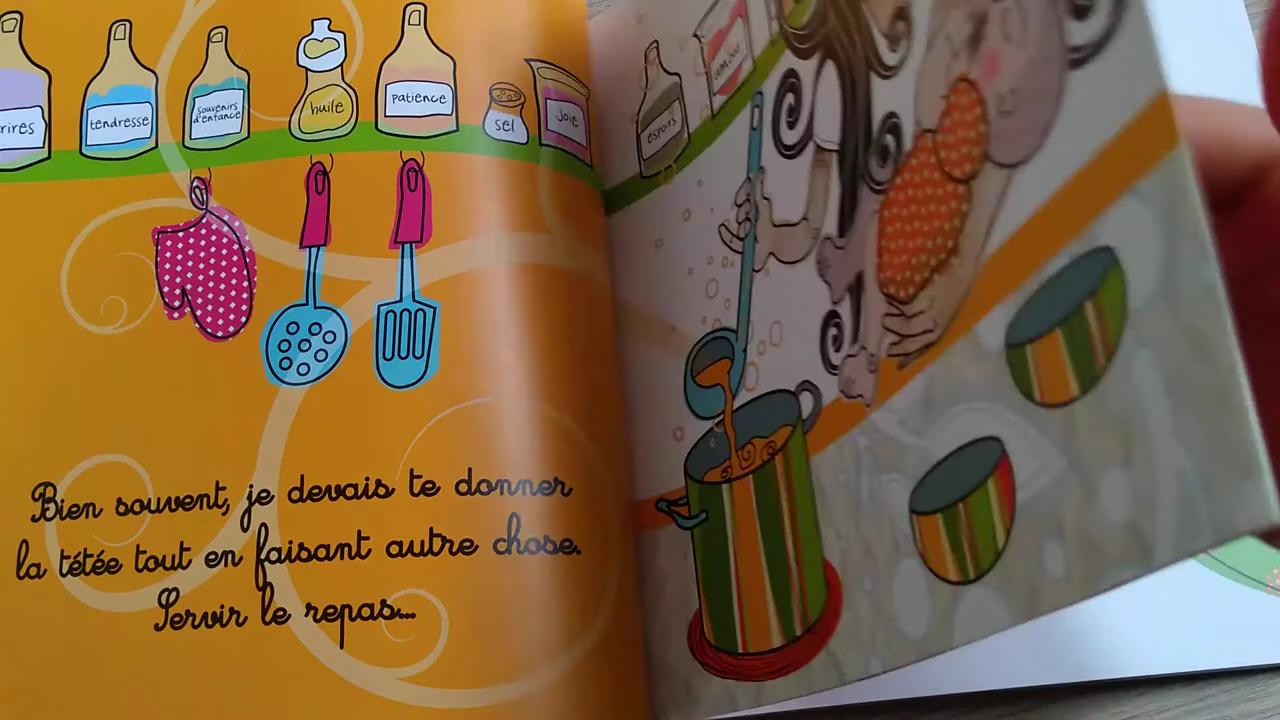 rires
tendresse
souvenirs
d'enfance
huile
patience
sel
Joie
espoirs
Bien souvent, je devais te donner
la tétée tout en faisant autre chose.
Servir le repas...